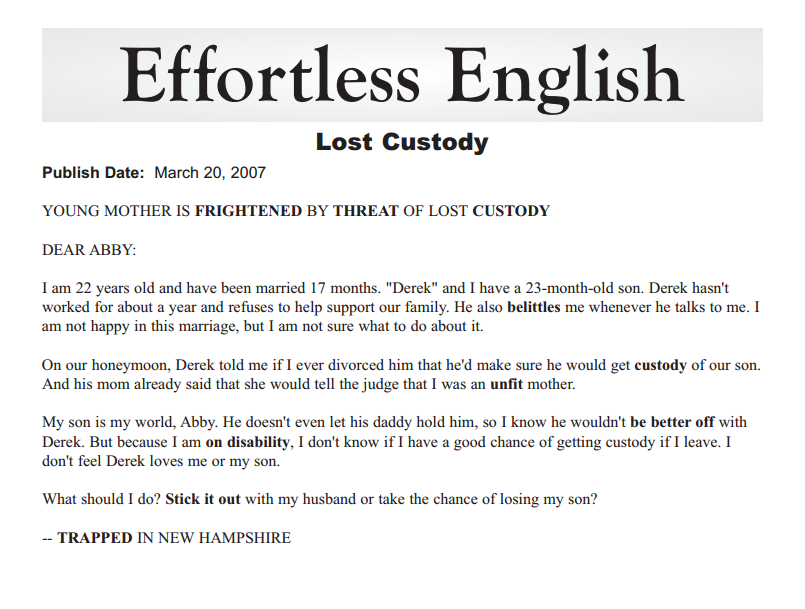 Effortless English
Lost Custody
Publish Date: March 20, 2007
YOUNG MOTHER IS FRIGHTENED BY THREAT OF LOST CUSTODY
DEAR ABBY:
I am 22 years old and have been married 17 months. "Derek" and I have a 23-month-old son. Derek hasn't
worked for about a year and refuses to help support our family. He also belittles me whenever he talks to me. I
am not happy in this marriage, but I am not sure what to do about it.
On our honeymoon, Derek told me if I ever divorced him that he'd make sure he would get custody of our son.
And his mom already said that she would tell the judge that I was an unfit mother.
My son is my world, Abby. He doesn't even let his daddy hold him, so I know he wouldn't be better off with
Derek. But because I am on disability, I don't know if I have a good chance of getting custody if I leave. I
don't feel Derek loves me or my son.
What should I do? Stick it out with my husband or take the chance of losing my son?
-- TRAPPED IN NEW HAMPSHIRE